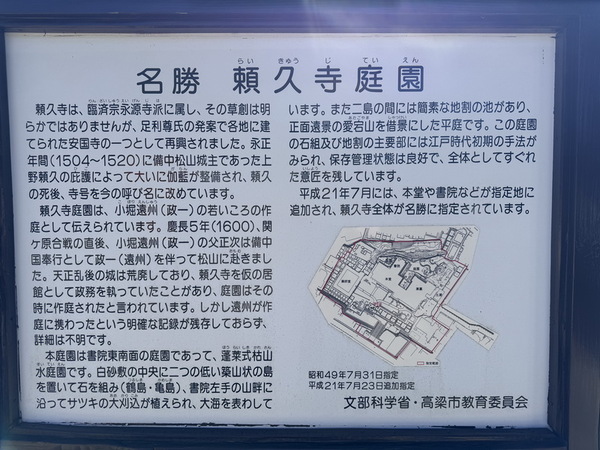 名勝 頼久寺庭園
頼久寺は、臨済宗永源寺派に属し、その草創は明
らかではありませんが、足利尊氏の発案で各地に建
てられた安国寺の一つとして再興されました。永正
年間(1504~1520)に備中松山城主であった上
野頼久の庇護によって大いに伽藍が整備され、頼久
の死後、寺号を今の呼び名に改めています。
頼久寺庭園は、小堀遠州(政一)の若いころの作
庭として伝えられています。慶長5年(1600)、関
ヶ原合戦の直後、小堀遠州の父正次は備中
国奉行として政一(遠州)を伴って松山に赴きまし
た。天正乱後の城は荒廃しており、頼久寺を仮の居
館として政務を執っていたことがあり、庭園はその
時に作庭されたと言われています。しかし遠州が作
庭に携わったという明確な記録が残存しておらず、
詳細は不明です。
本庭園は書院東南面の庭園であって、蓬莱式枯山
水庭園です。白砂敷の中央に二つの低い築山状の島
を置いて石を組み(鶴島・亀島)、書院左手の山畔に
沿ってサツキの大刈込が植えられ、大海を表わして
います。また二島の間には簡素な地割の池があり、
正面遠景の愛宕山を借景にした平庭です。この庭園
の石組及び地割の主要部には江戸時代初期の手法が
みられ、保存管理状態は良好で、全体としてすぐれ
た意匠を残しています。
平成21年7月には、本堂や書院などが指定地に
追加され、頼久寺全体が名勝に指定されています。
昭和49年7月31日指定
平成21年7月23日追加指定
文部科学省・高梁市教育委員会